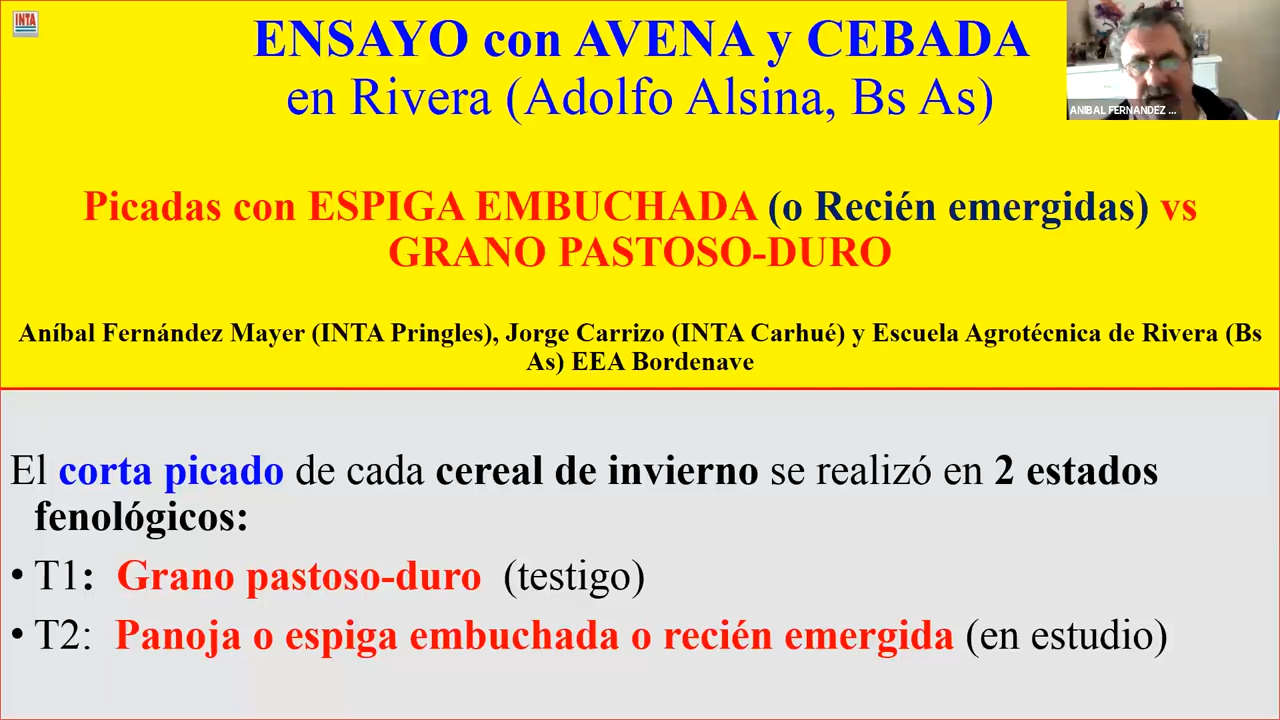 INTA
ENSAYO con AVENA y CEBADA
en Rivera (Adolfo Alsina, Bs As)
ANIBAL FERNANDEZ ...
Picadas con ESPIGA EMBUCHADA (o Recién emergidas) vs
GRANO PASTOSO-DURO
Aníbal Fernández Mayer (INTA Pringles), Jorge Carrizo (INTA Carhué) y Escuela Agrotécnica de Rivera (Bs
As) EEA Bordenave
El corta picado de cada cereal de invierno se realizó en 2 estados
fenológicos:
• T1: Grano pastoso-duro (testigo)
• T2: Panoja o espiga embuchada o recién emergida (en estudio)